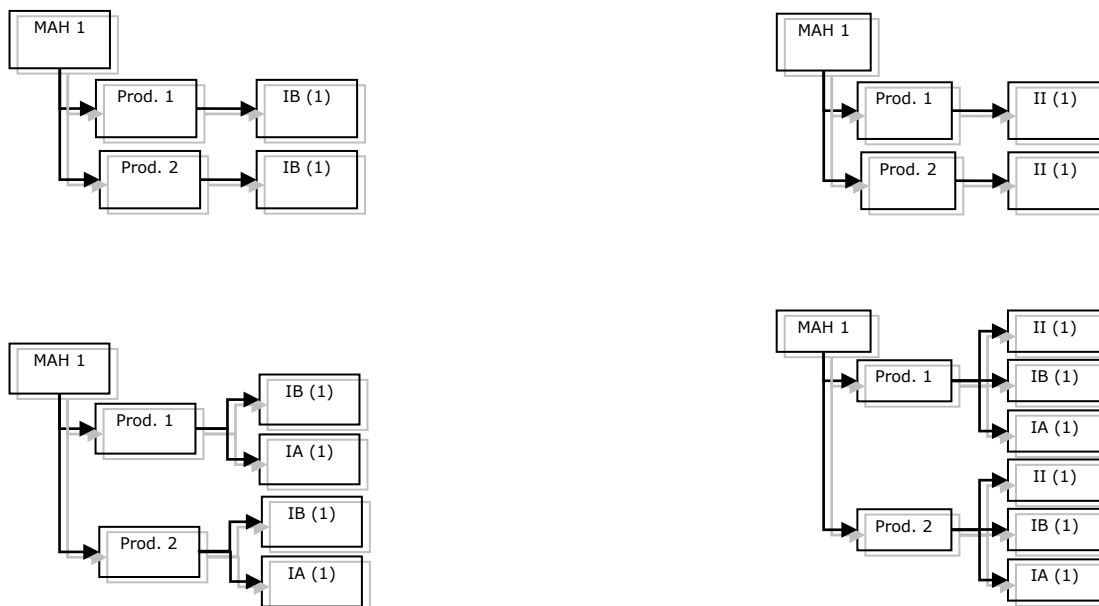 MAH 1
Prod. 1
IB (1)
Prod. 2
IB (1)
MAH 1
Prod. 1
II (1)
Prod. 2
II (1)
MAH 1
Prod. 1
IB (1)
IA (1)
Prod. 2
IB (1)
IA (1)
MAH 1
Prod. 1
II (1)
IB (1)
IA (1)
Prod. 2
II (1)
IB (1)
IA (1)